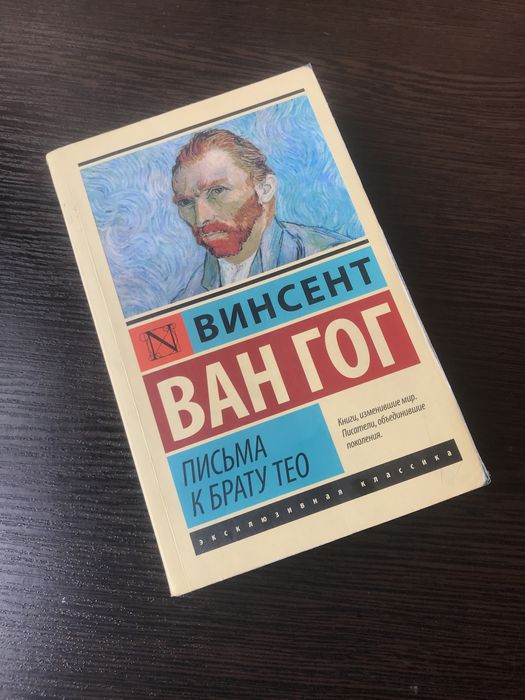 N
ВИНСЕНТ
ВАН ГОГ
ПИСЬМА
К БРАТУ ТЕО
Книги, изменившие мир.
Писатели, объединившие
поколения.
ЭКСКЛЮЗИВНАЯ КЛАССИКА